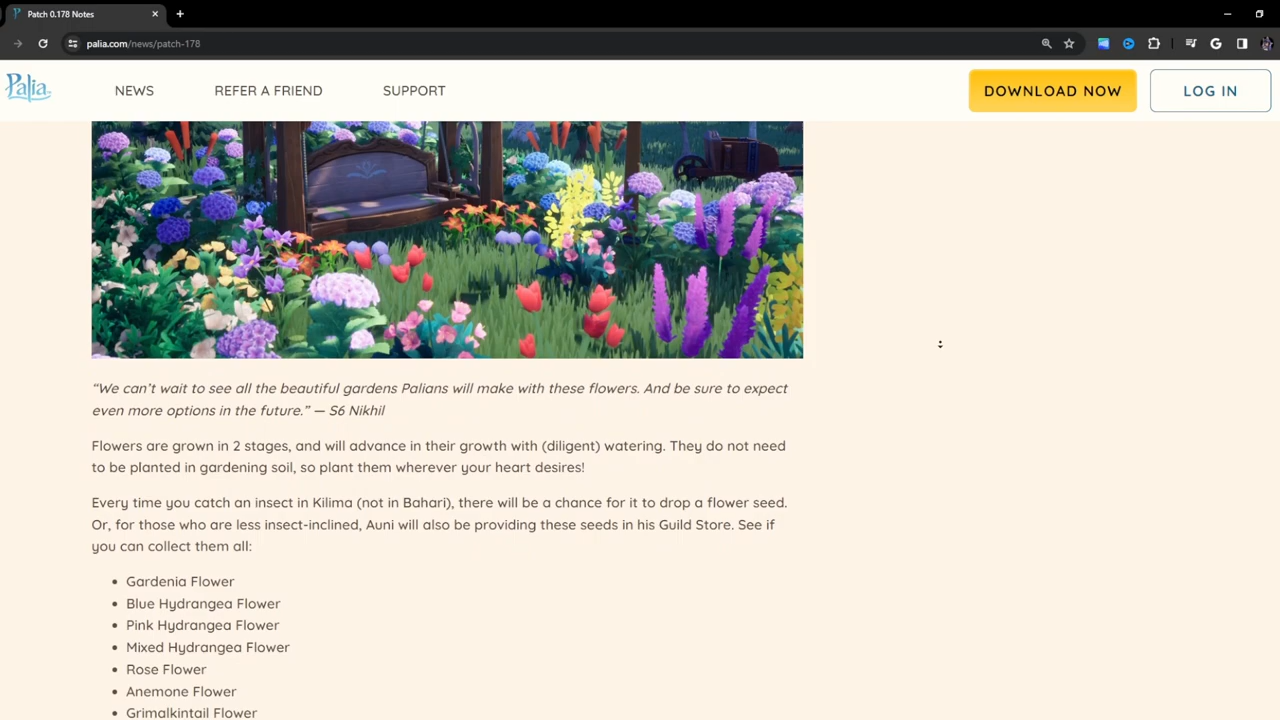 Patch 0.178 Notes
palia.com/news/patch-178
Palia
NEWS
REFER A FRIEND
SUPPORT
DOWNLOAD NOW
LOG IN
“We can’t wait to see all the beautiful gardens Palians will make with these flowers. And be sure to expect
even more options in the future.” — S6 Nikhil
Flowers are grown in 2 stages, and will advance in their growth with (diligent) watering. They do not need
to be planted in gardening soil, so plant them wherever your heart desires!
Every time you catch an insect in Kilima (not in Bahari), there will be a chance for it to drop a flower seed.
Or, for those who are less insect-inclined, Auni will also be providing these seeds in his Guild Store. See if
you can collect them all:
• Gardenia Flower
• Blue Hydrangea Flower
• Pink Hydrangea Flower
• Mixed Hydrangea Flower
• Rose Flower
• Anemone Flower
• Grimalkintail Flower